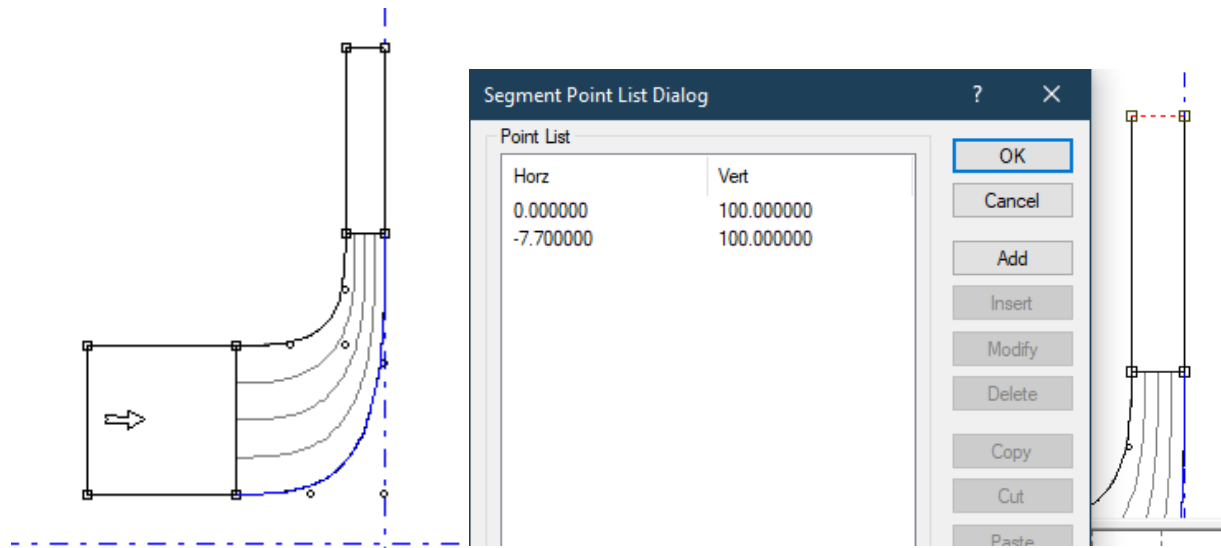 Segment Point List Dialog ? ×
Point List
Horz Vert
0.000000 100.000000
-7.700000 100.000000
OK
Cancel
Add
Insert
Modify
Delete
Copy
Cut
Paste